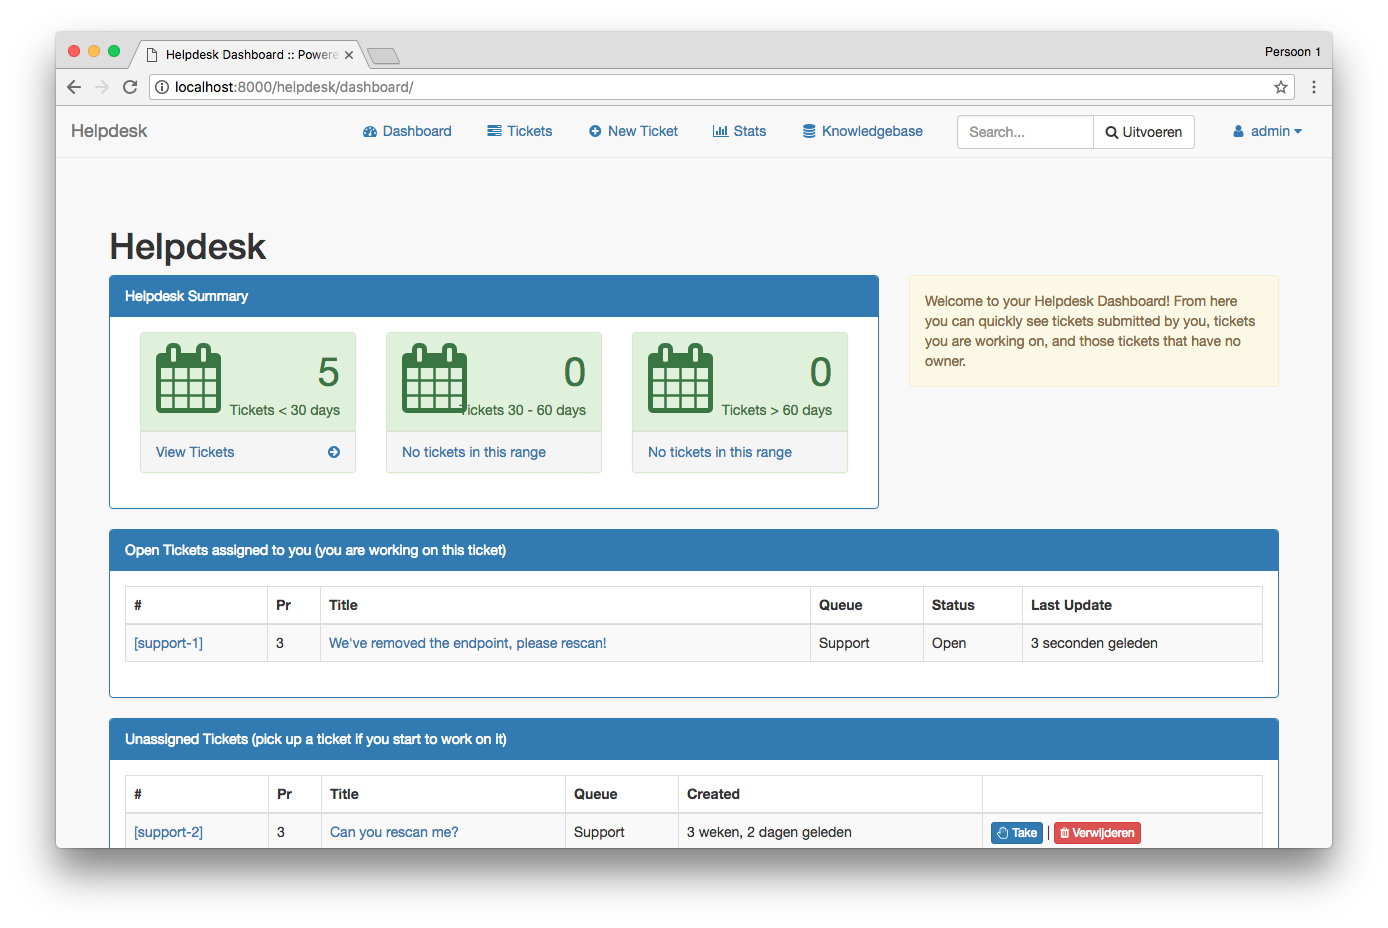 Helpdesk Dashboard :: Powere
Persoon 1
localhost:8000/helpdesk/dashboard/
Helpdesk Dashboard Tickets New Ticket Stats Knowledgebase Search... Uitvoeren admin
Helpdesk
Helpdesk Summary
5
Tickets < 30 days
View Tickets
0
Tickets 30 - 60 days
No tickets in this range
0
Tickets > 60 days
No tickets in this range
Welcome to your Helpdesk Dashboard! From here
you can quickly see tickets submitted by you, tickets
you are working on, and those tickets that have no
owner.
Open Tickets assigned to you (you are working on this ticket)
# Pr Title Queue Status Last Update
[support-1] 3 We've removed the endpoint, please rescan! Support Open 3 seconden geleden
Unassigned Tickets (pick up a ticket if you start to work on it)
# Pr Title Queue Created
[support-2] 3 Can you rescan me? Support 3 weken, 2 dagen geleden Take | Verwijderen